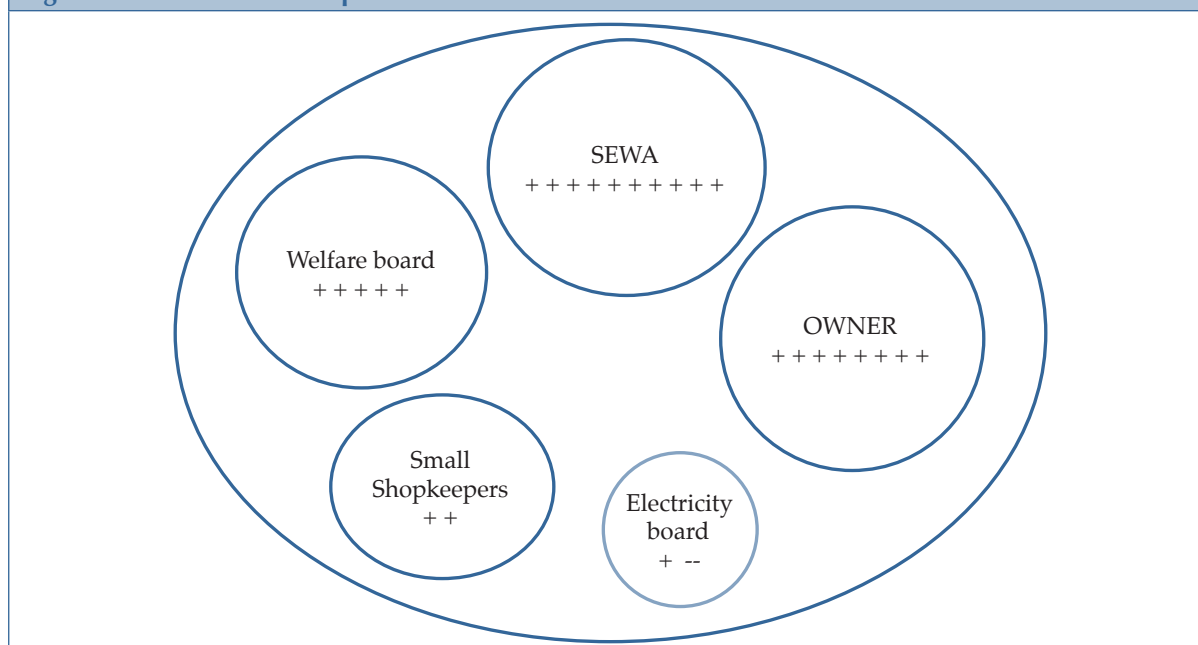 SEWA
+ + + + + + + + + +
Welfare board
+ + + + +
OWNER
+ + + + + + + +
Small
Shopkeepers
+ +
Electricity
board
+ --